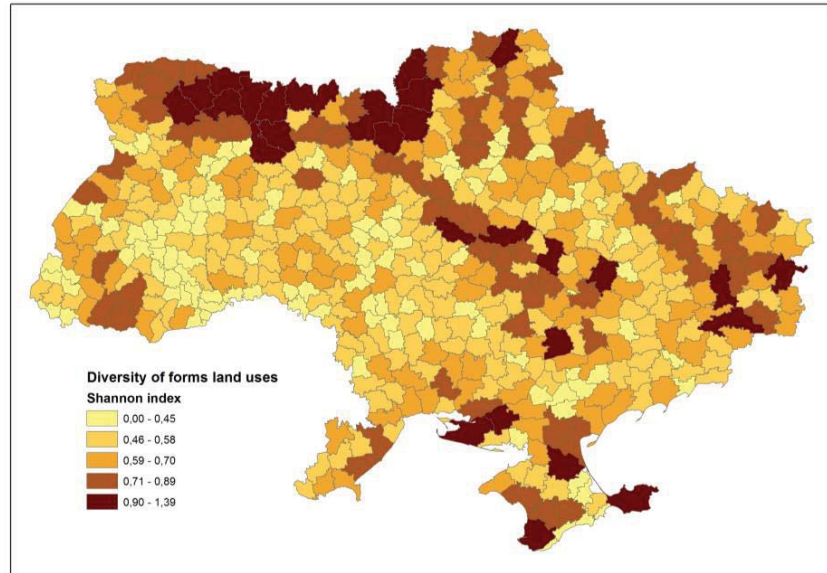 Diversity of forms land uses
Shannon index
0,00 - 0,45
0,46 - 0,58
0,59 - 0,70
0,71 - 0,89
0,90 - 1,39